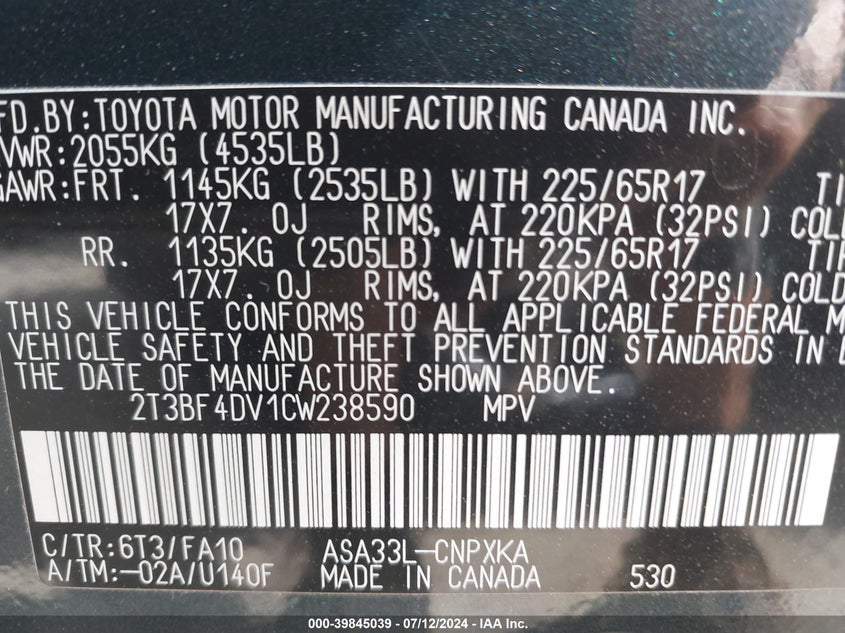 FD. BY: TOYOTA MOTOR MANUFACTURING CANADA INC.
VWR: 2055KG (4535LB)
GAWR: FRT. 1145KG (2535LB) WITH 225/65R17 TI
17X7. 0J RIMS, AT 220KPA (32PSI) COLD
RR. 1135KG (2505LB) WITH 225/65R17 TIR
17X7. 0J RIMS, AT 220KPA (32PSI) COLD
THIS VEHICLE CONFORMS TO ALL APPLICABLE FEDERAL M
VEHICLE SAFETY AND THEFT PREVENTION STANDARDS IN E
THE DATE OF MANUFACTURE SHOWN ABOVE.
2T3BF4DV1CW238590 MPV
C/TR: 6T3/FA10 ASA33L-CNPXKA
A/TM: -02A/U140F MADE IN CANADA 530
000-39845039 - 07/12/2024 - IAA Inc.